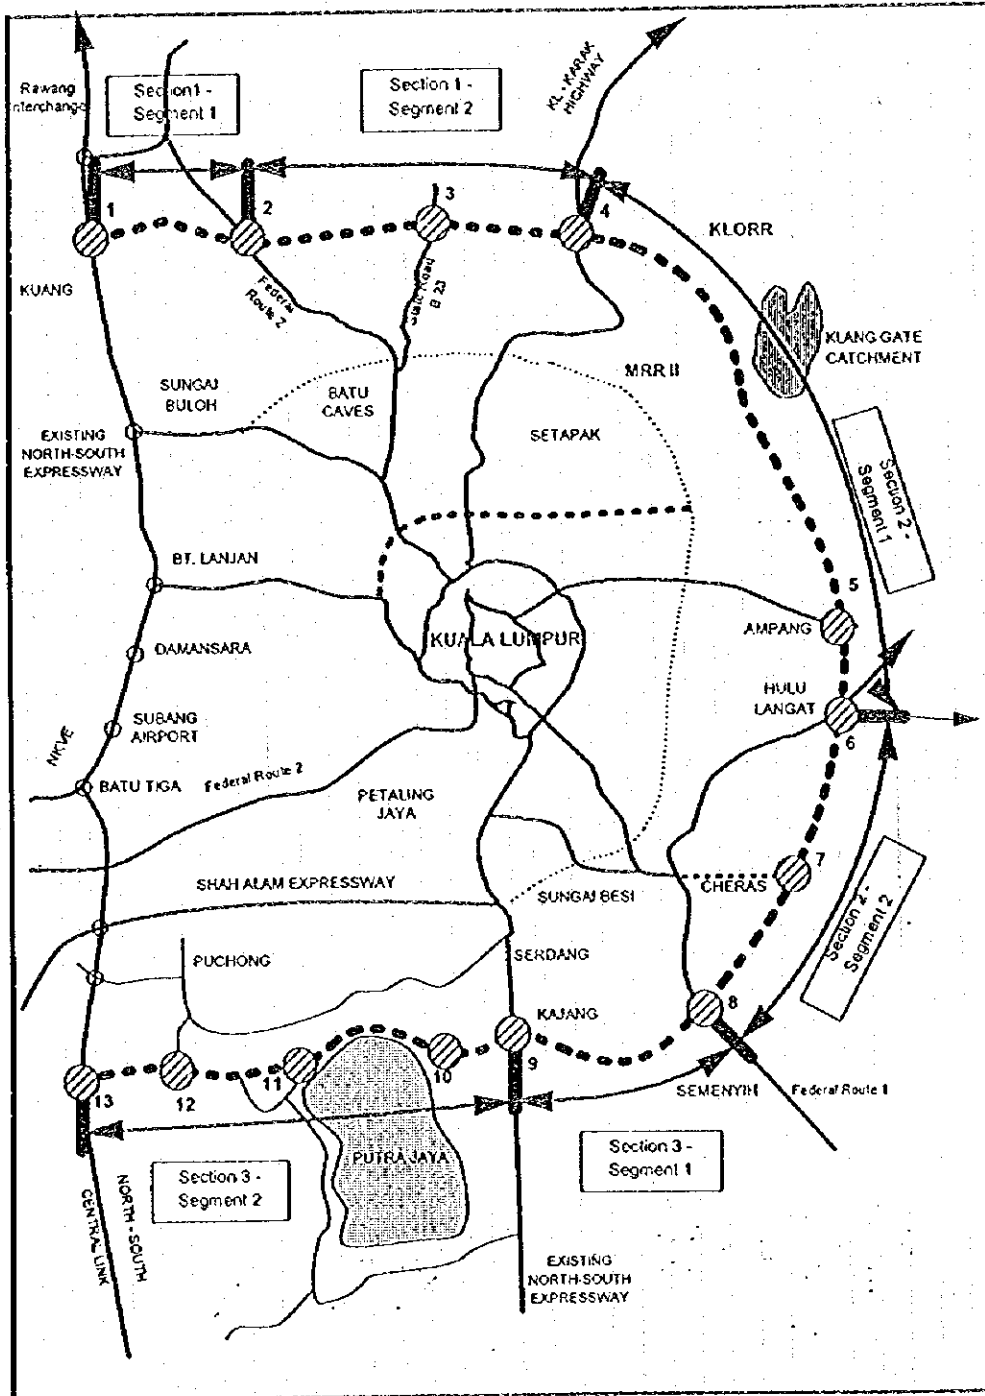 Rawang
Interchange
Section1 -
Segment 1
Section 1 -
Segment 2
KL - KARAK
HIGHWAY
1
2
3
4
KLORR
KUANG
Federal
Route 2
State Road
B 23
KLANG GATE
CATCHMENT
MRR II
SUNGAI
BULOH
BATU
CAVES
SETAPAK
EXISTING
NORTH-SOUTH
EXPRESSWAY
Section 2 -
Segment 1
BT. LANJAN
5
AMPANG
KUALA LUMPUR
DAMANSARA
HULU
LANGAT
6
SUBANG
AIRPORT
NKVE
BATU TIGA
Federal Route 2
PETALING
JAYA
7
SHAH ALAM EXPRESSWAY
SUNGAI BESI
CHERAS
Section 2 -
Segment 2
PUCHONG
SERDANG
8
KAJANG
9
10
11
12
13
SEMENYIH
Federal Route 1
PUTRA JAYA
Section 3 -
Segment 2
Section 3 -
Segment 1
CENTRAL LINK
NORTH - SOUTH
EXISTING
NORTH-SOUTH
EXPRESSWAY